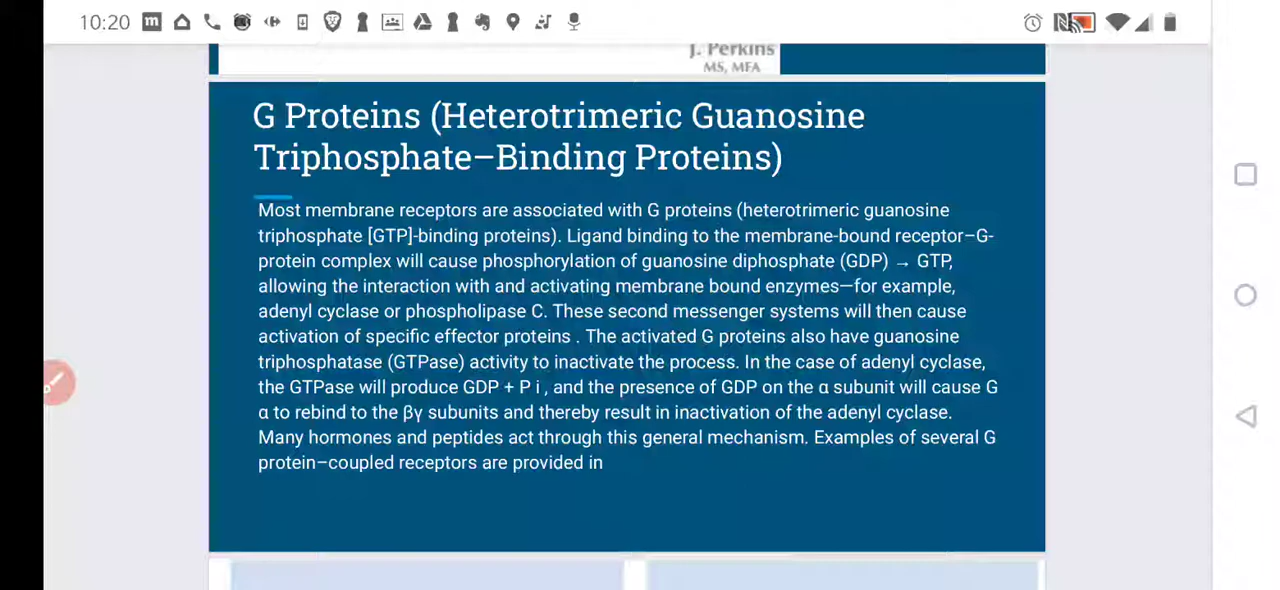 10:20
J. Perkins
MS, MFA
G Proteins (Heterotrimeric Guanosine
Triphosphate–Binding Proteins)
Most membrane receptors are associated with G proteins (heterotrimeric guanosine
triphosphate [GTP]-binding proteins). Ligand binding to the membrane-bound receptor–G-
protein complex will cause phosphorylation of guanosine diphosphate (GDP) → GTP,
allowing the interaction with and activating membrane bound enzymes—for example,
adenyl cyclase or phospholipase C. These second messenger systems will then cause
activation of specific effector proteins . The activated G proteins also have guanosine
triphosphatase (GTPase) activity to inactivate the process. In the case of adenyl cyclase,
the GTPase will produce GDP + P i , and the presence of GDP on the α subunit will cause G
α to rebind to the βγ subunits and thereby result in inactivation of the adenyl cyclase.
Many hormones and peptides act through this general mechanism. Examples of several G
protein–coupled receptors are provided in